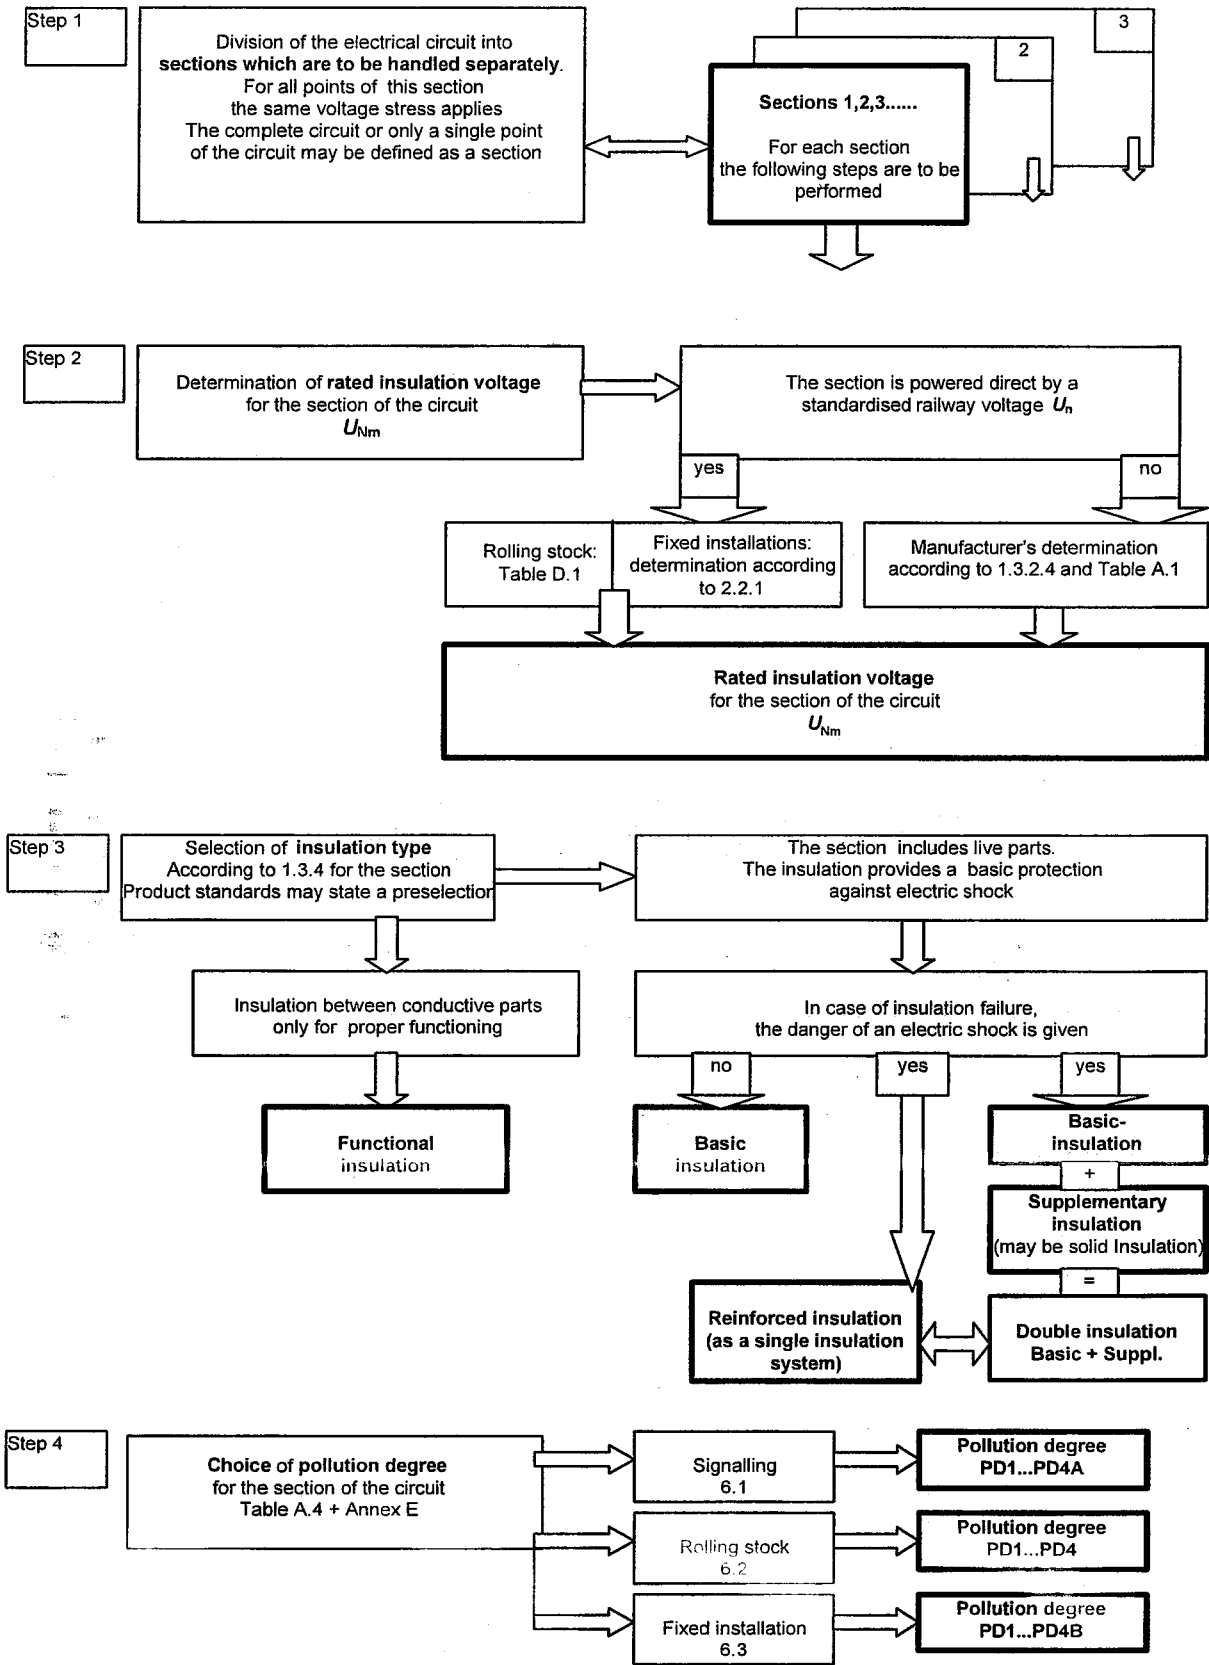 Step 1
Division of the electrical circuit into
sections which are to be handled separately.
For all points of this section
the same voltage stress applies
The complete circuit or only a single point
of the circuit may be defined as a section
3
2
Sections 1,2,3......
For each section
the following steps are to be
performed
Step 2
Determination of rated insulation voltage
for the section of the circuit
UNm
The section is powered direct by a
standardised railway voltage Un
yes
no
Rolling stock:
Table D.1
Fixed installations:
determination according
to 2.2.1
Manufacturer's determination
according to 1.3.2.4 and Table A.1
Rated insulation voltage
for the section of the circuit
UNm
Step 3
Selection of insulation type
According to 1.3.4 for the section
Product standards may state a preselection
The section includes live parts.
The insulation provides a basic protection
against electric shock
Insulation between conductive parts
only for proper functioning
In case of insulation failure,
the danger of an electric shock is given
no
yes
yes
Functional
insulation
Basic
insulation
Basic-
insulation
+
Supplementary
insulation
(may be solid Insulation)
=
Reinforced insulation
(as a single insulation
system)
Double insulation
Basic + Suppl.
Step 4
Choice of pollution degree
for the section of the circuit
Table A.4 + Annex E
Signalling
6.1
Pollution degree
PD1...PD4A
Rolling stock
6.2
Pollution degree
PD1...PD4
Fixed installation
6.3
Pollution degree
PD1...PD4B